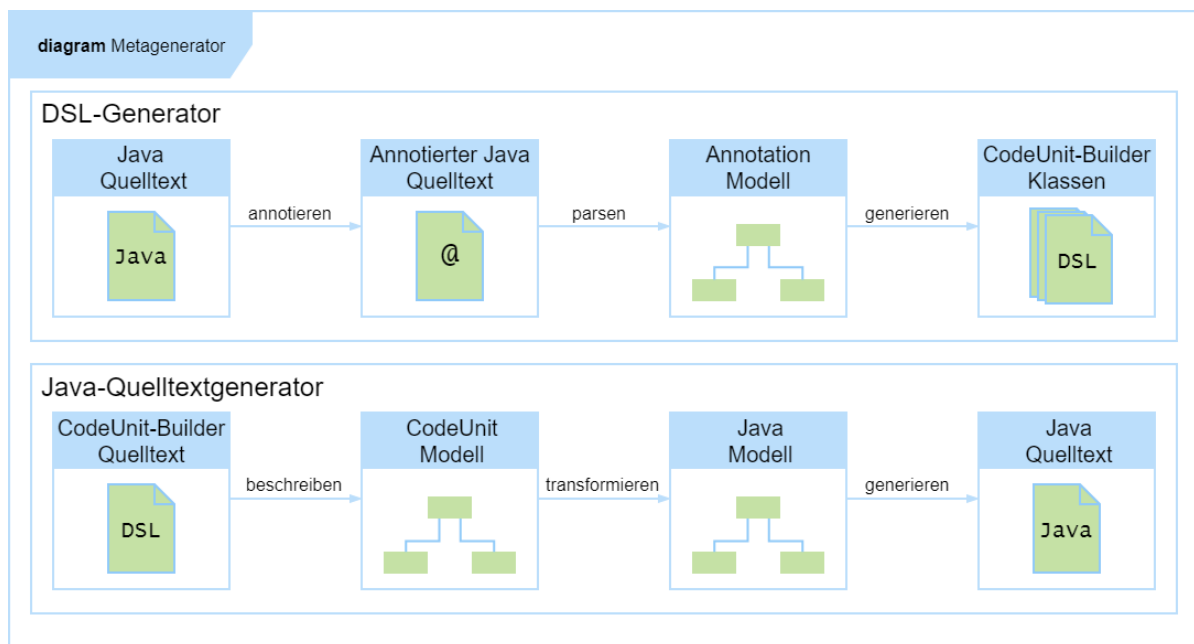 diagram Metagenerator
DSL-Generator
Java
Quelltext
Java
annotieren
Annotierter Java
Quelltext
@
parsen
Annotation
Modell
generieren
CodeUnit-Builder
Klassen
DSL
Java-Quelltextgenerator
CodeUnit-Builder
Quelltext
DSL
beschreiben
CodeUnit
Modell
transformieren
Java
Modell
generieren
Java
Quelltext
Java